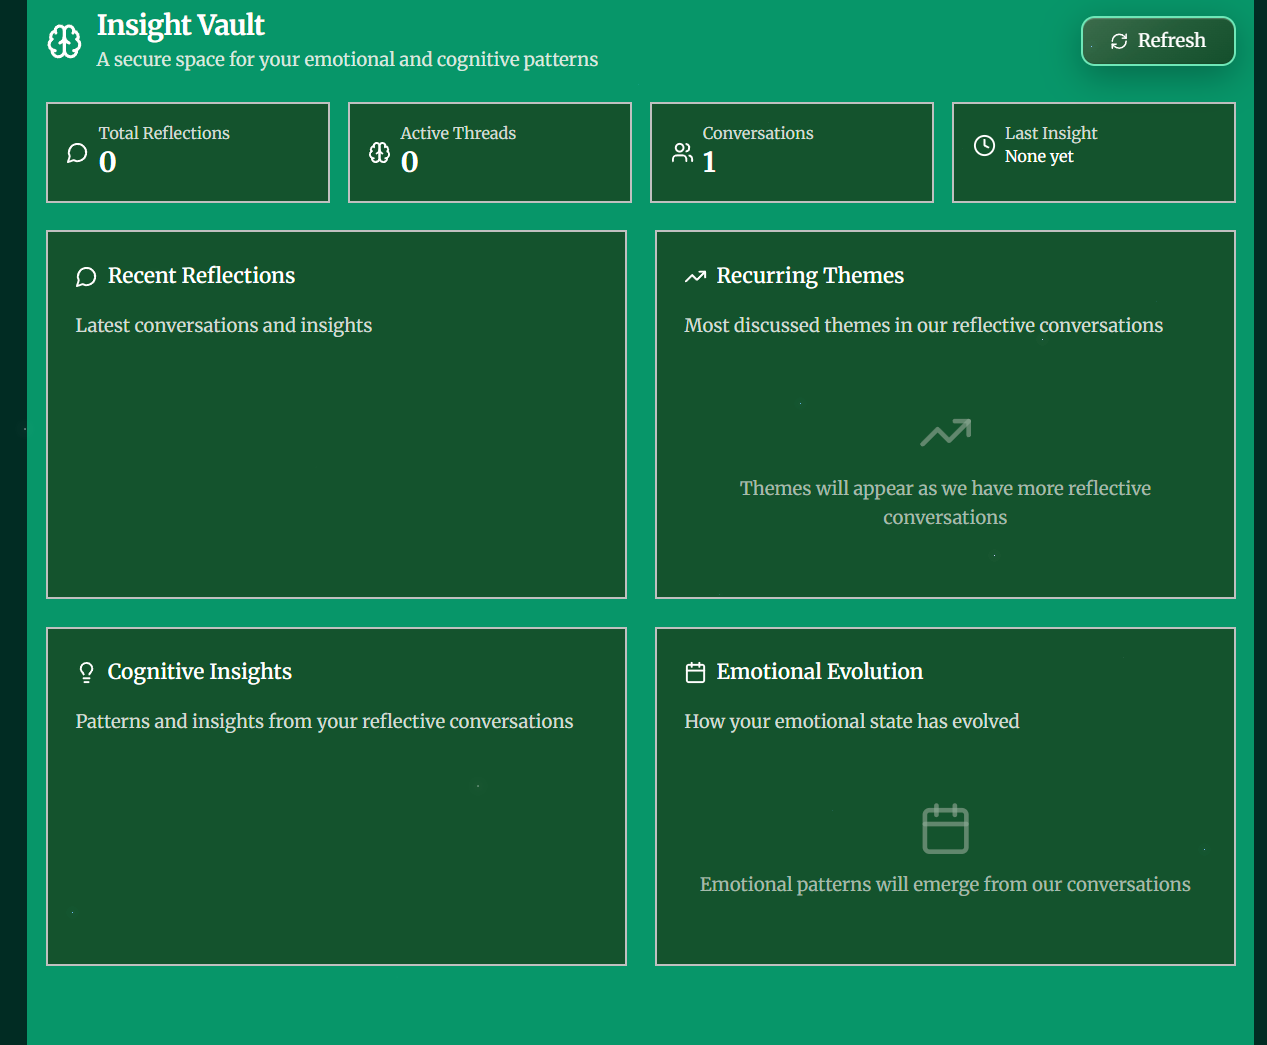 Insight Vault
A secure space for your emotional and cognitive patterns
Refresh
Total Reflections
0
Active Threads
0
Conversations
1
Last Insight
None yet
Recent Reflections
Latest conversations and insights
Recurring Themes
Most discussed themes in our reflective conversations
Themes will appear as we have more reflective
conversations
Cognitive Insights
Patterns and insights from your reflective conversations
Emotional Evolution
How your emotional state has evolved
Emotional patterns will emerge from our conversations